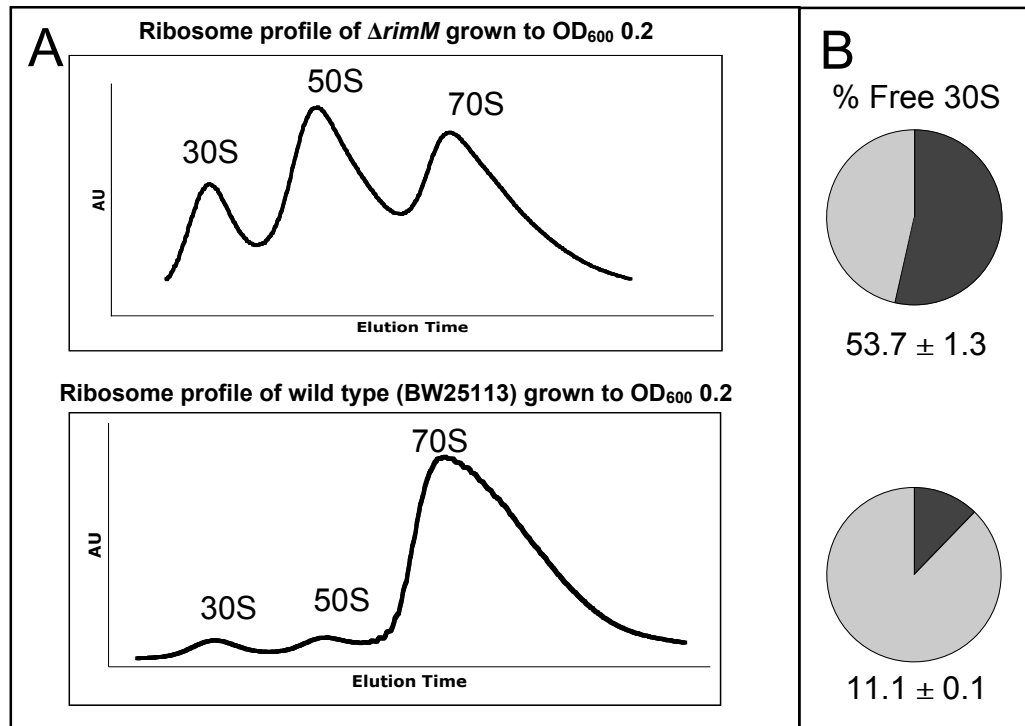 A
Ribosome profile of ΔrimM grown to OD600 0.2
30S
50S
70S
AU
Elution Time
Ribosome profile of wild type (BW25113) grown to OD600 0.2
30S
50S
70S
AU
Elution Time
B
% Free 30S
53.7 ± 1.3
11.1 ± 0.1